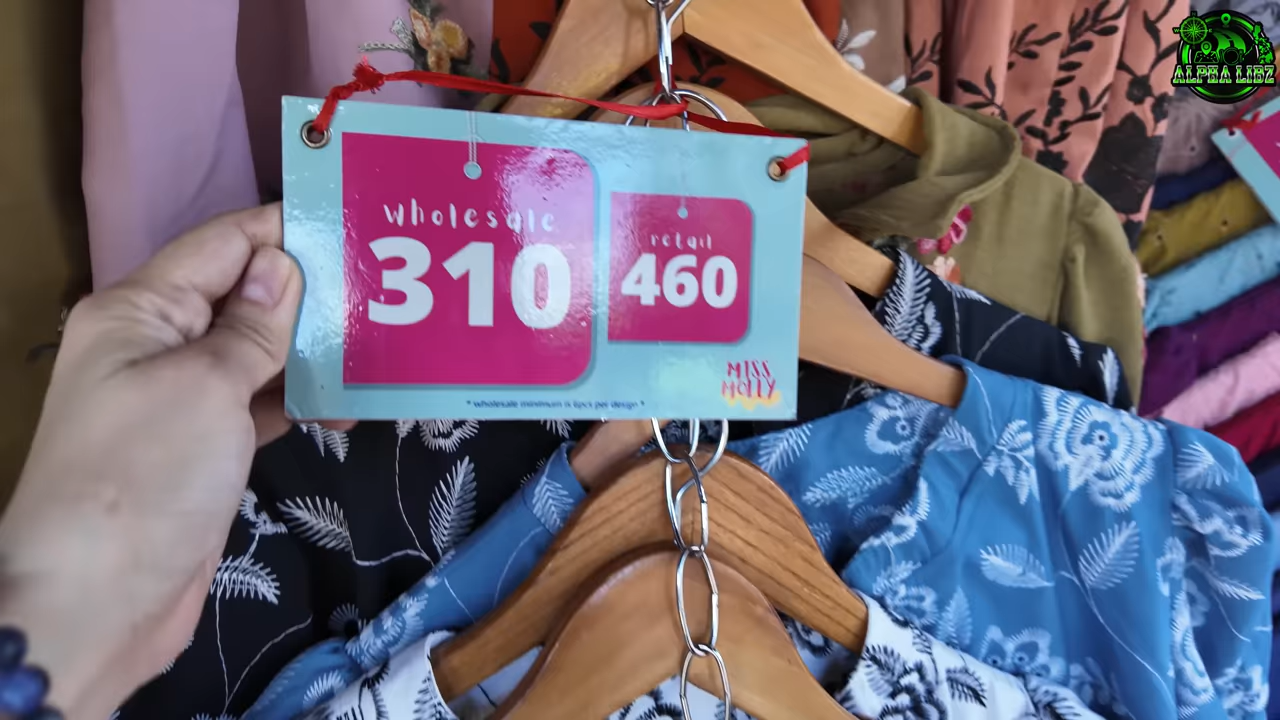 ALPHA LIBZ
wholesale
310
retail
460
MISS
MOLLY
* wholesale minimum is 6pcs per design *